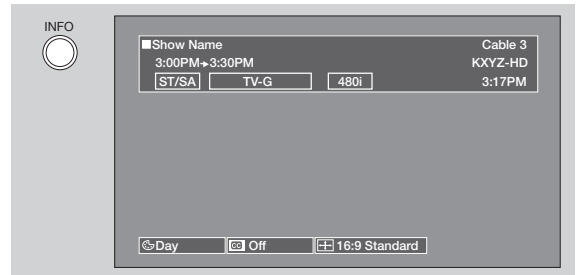 INFO
Show Name Cable 3
3:00PM→3:30PM KXYZ-HD
ST/SA TV-G 480i 3:17PM
Day CC Off 16:9 Standard